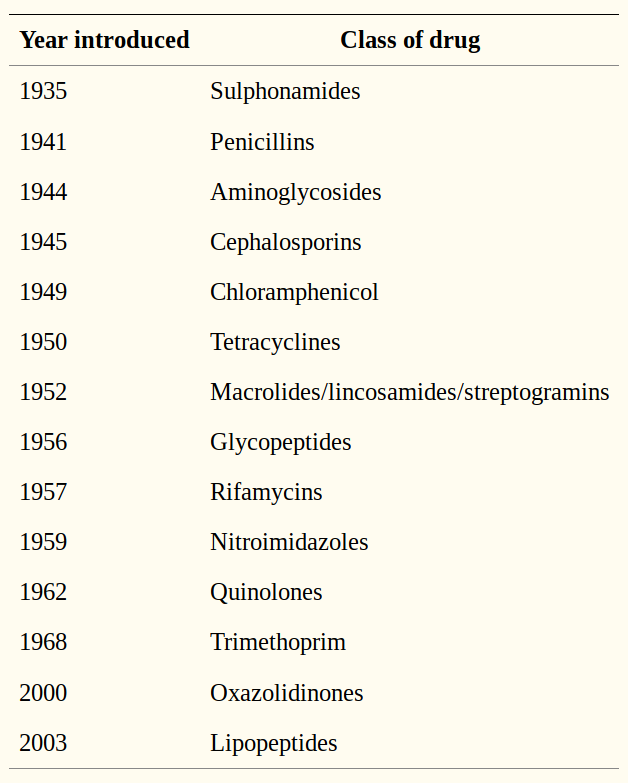 Year introduced Class of drug
1935 Sulphonamides
1941 Penicillins
1944 Aminoglycosides
1945 Cephalosporins
1949 Chloramphenicol
1950 Tetracyclines
1952 Macrolides/lincosamides/streptogramins
1956 Glycopeptides
1957 Rifamycins
1959 Nitroimidazoles
1962 Quinolones
1968 Trimethoprim
2000 Oxazolidinones
2003 Lipopeptides